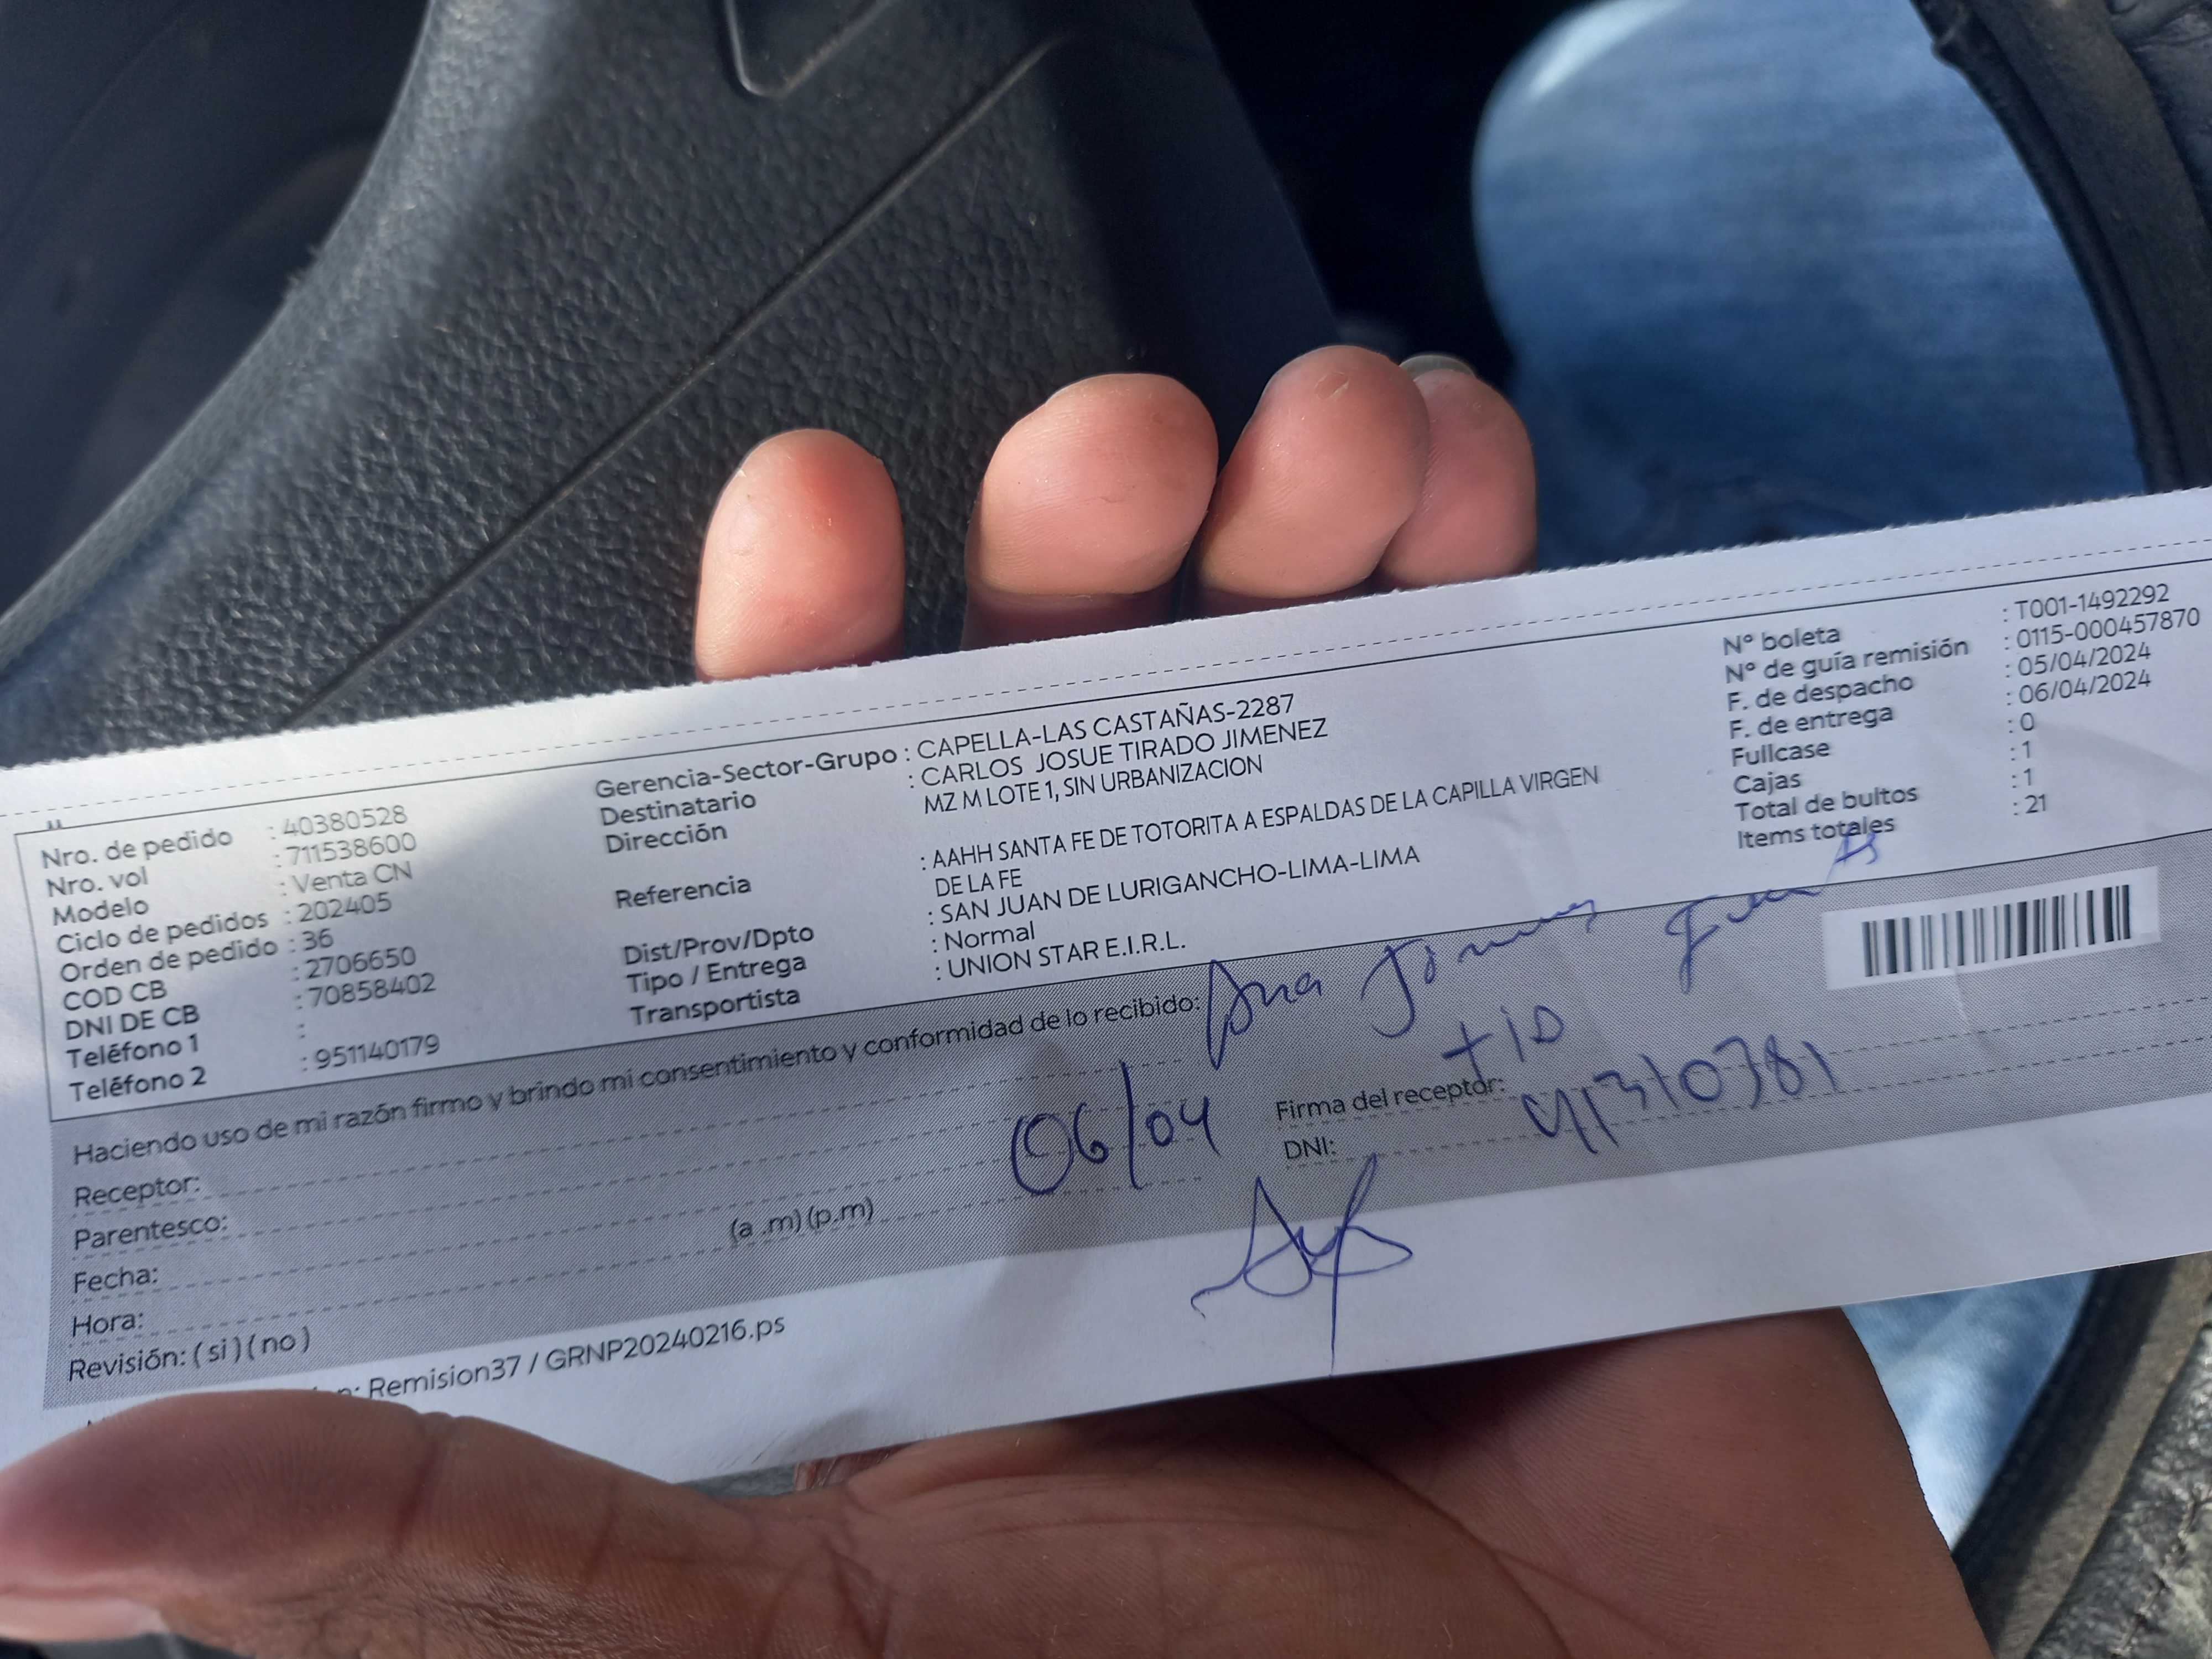 Nro. de pedido : 40380528
Nro. vol : 711538600
Modelo : Venta CN
Ciclo de pedidos : 202405
Orden de pedido : 36
COD CB : 2706650
DNI DE CB : 70858402
Teléfono 1 :
Teléfono 2 : 951140179
Gerencia-Sector-Grupo : CAPELLA-LAS CASTAÑAS-2287
Destinatario : CARLOS JOSUE TIRADO JIMENEZ
Dirección MZ M LOTE 1, SIN URBANIZACION
Referencia : AAHH SANTA FE DE TOTORITA A ESPALDAS DE LA CAPILLA VIRGEN
DE LA FE
Dist/Prov/Dpto : SAN JUAN DE LURIGANCHO-LIMA-LIMA
Tipo / Entrega : Normal
Transportista : UNION STAR E.I.R.L.
Nº boleta : T001-1492292
Nº de guía remisión : 0115-000457870
F. de despacho : 05/04/2024
F. de entrega : 06/04/2024
Fullcase : 0
Cajas : 1
Total de bultos : 1
Items totales : 21
Haciendo uso de mi razón firmo y brindo mi consentimiento y conformidad de lo recibido: Ana
Receptor:
Parentesco:
Fecha: 06/04
Hora: (a .m) (p.m)
Revisión: ( si ) ( no )
tio
Firma del receptor:
DNI:
Remision37 / GRNP20240216.ps